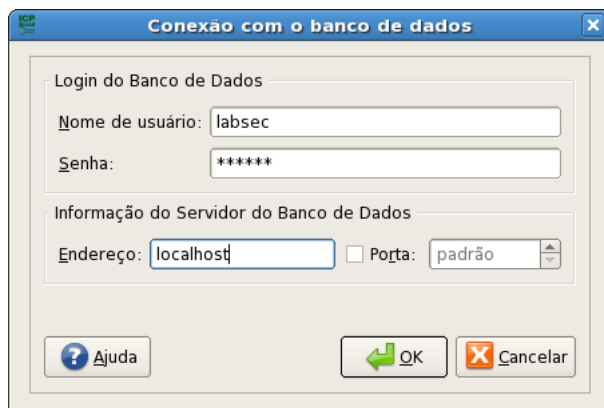 ICP
Conexão com o banco de dados
Login do Banco de Dados
Nome de usuário: labsec
Senha: ******
Informação do Servidor do Banco de Dados
Endereço: localhost Porta: padrão
Ajuda OK Cancelar